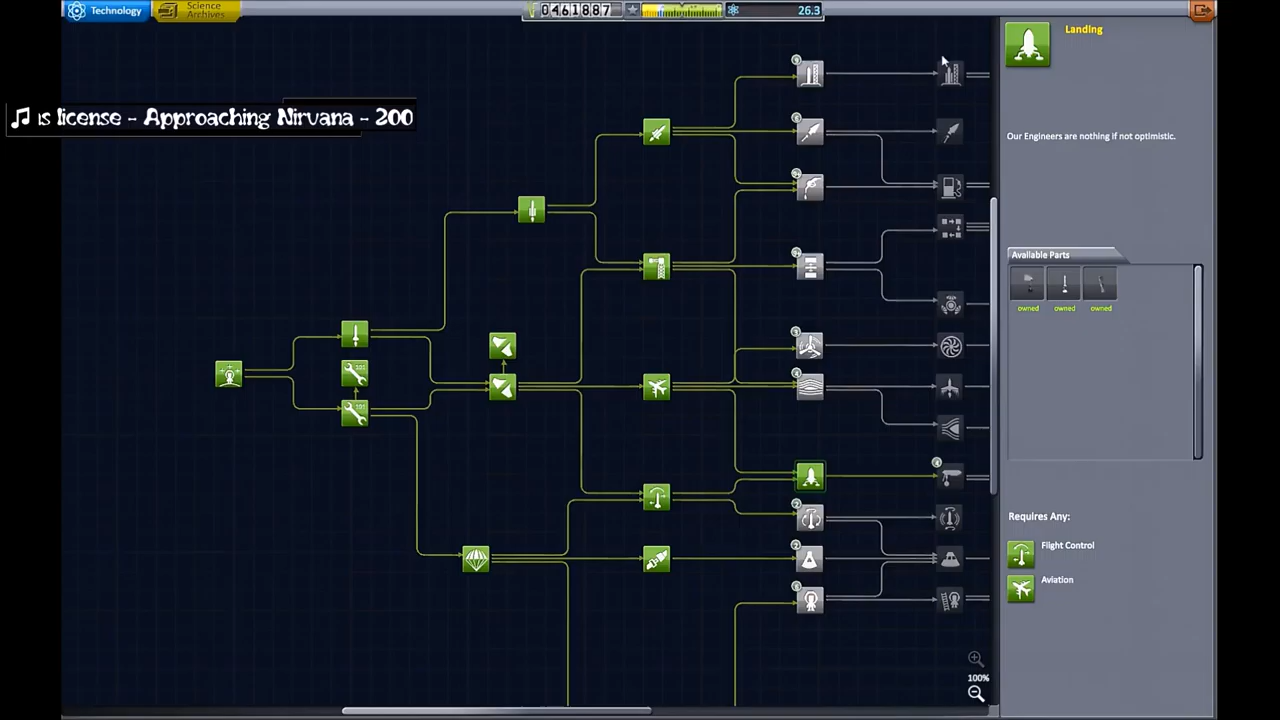 Technology
Science
Archives
0461887
26.3
Landing
♫ is license - Approaching Nirvana - 200
Our Engineers are nothing if not optimistic.
Available Parts
owned owned owned
Requires Any:
Flight Control
Aviation
100%